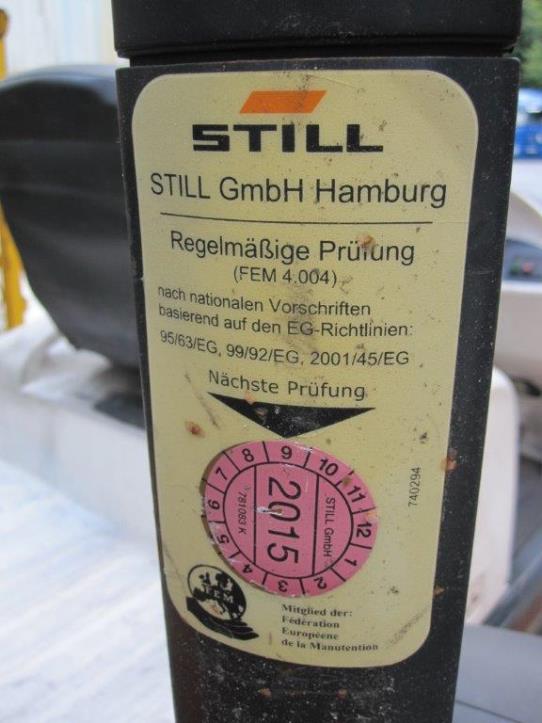 STILL
STILL GmbH Hamburg
Regelmäßige Prüfung
(FEM 4.004)
nach nationalen Vorschriften
basierend auf den EG-Richtlinien:
95/63/EG, 99/92/EG, 2001/45/EG
Nächste Prüfung
1 2 3 4 5 6 7 8 9 10 11 12
STILL GmbH
2015
781083 K
740294
FEM
Mitglied der:
Fédération
Européene
de la Manutention